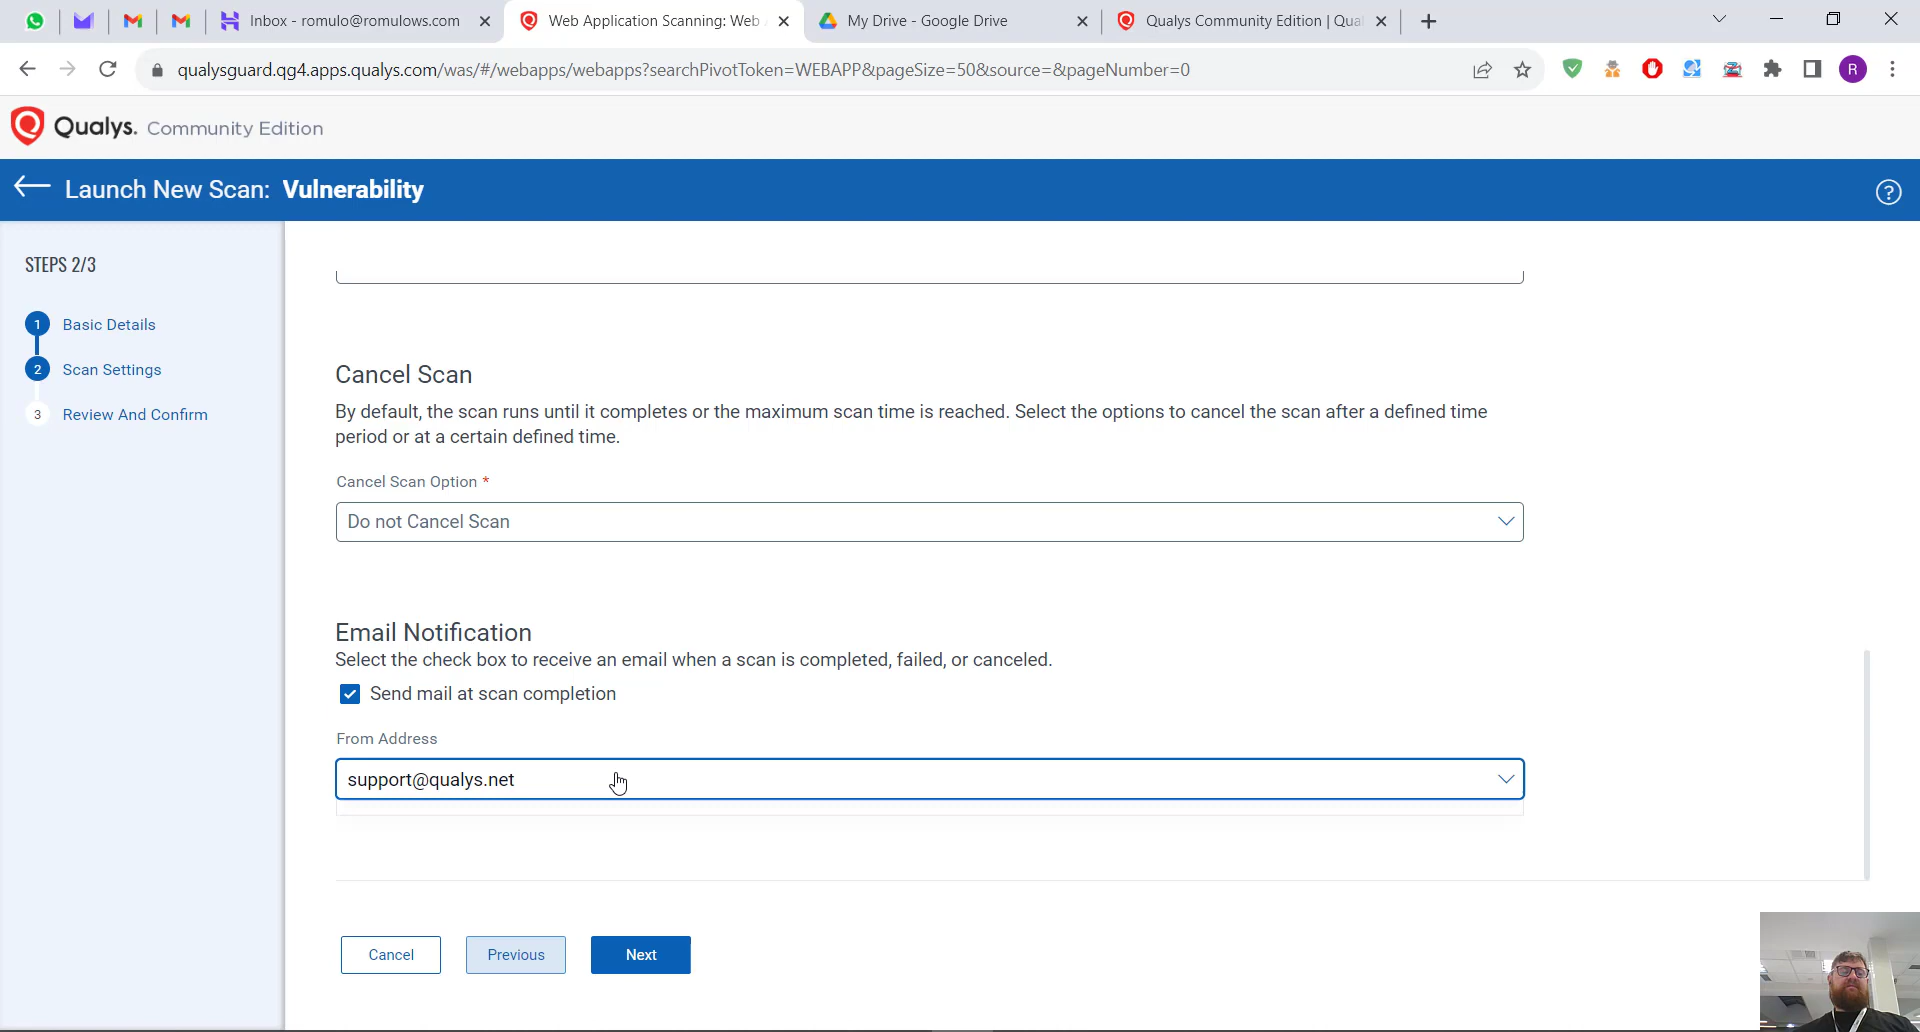 Inbox - romulo@romulows.com
Web Application Scanning: Web
My Drive - Google Drive
Qualys Community Edition | Qua
qualysguard.qg4.apps.qualys.com/was/#/webapps/webapps?searchPivotToken=WEBAPP&pageSize=50&source=&pageNumber=0
R
Qualys. Community Edition
Launch New Scan: Vulnerability
?
STEPS 2/3
1 Basic Details
2 Scan Settings
3 Review And Confirm
Cancel Scan
By default, the scan runs until it completes or the maximum scan time is reached. Select the options to cancel the scan after a defined time
period or at a certain defined time.
Cancel Scan Option *
Do not Cancel Scan
Email Notification
Select the check box to receive an email when a scan is completed, failed, or canceled.
Send mail at scan completion
From Address
support@qualys.net
Cancel
Previous
Next